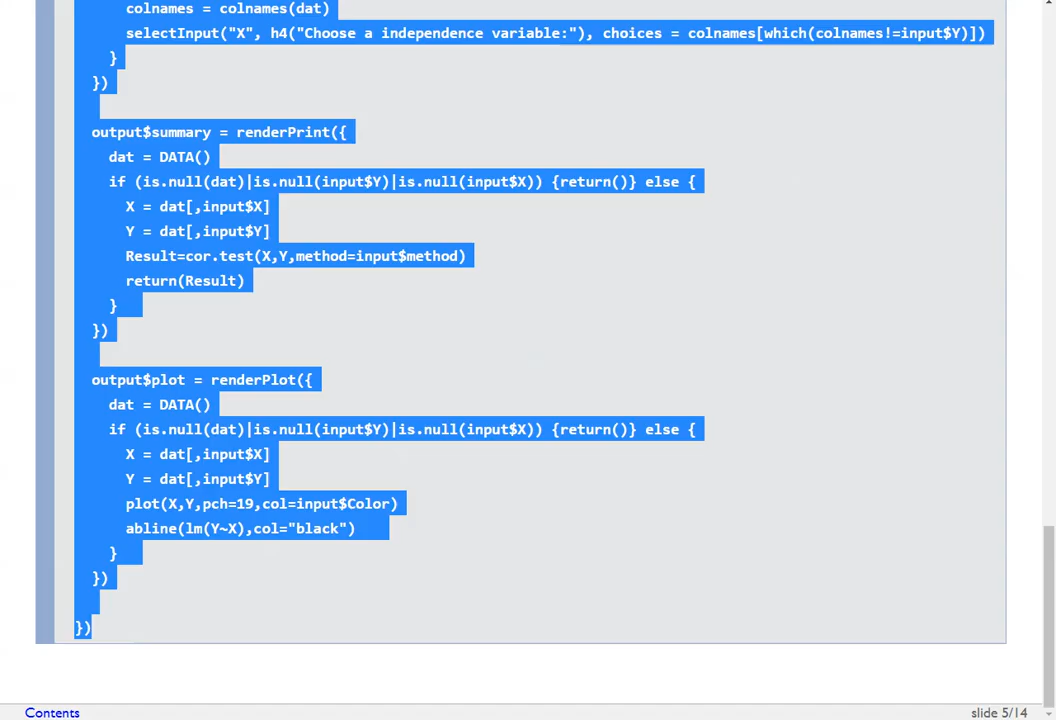 colnames = colnames(dat)
selectInput("X", h4("Choose a independence variable:"), choices = colnames[which(colnames!=input$Y)])
}
})
output$summary = renderPrint({
dat = DATA()
if (is.null(dat)|is.null(input$Y)|is.null(input$X)) {return()} else {
X = dat[,input$X]
Y = dat[,input$Y]
Result=cor.test(X,Y,method=input$method)
return(Result)
}
})
output$plot = renderPlot({
dat = DATA()
if (is.null(dat)|is.null(input$Y)|is.null(input$X)) {return()} else {
X = dat[,input$X]
Y = dat[,input$Y]
plot(X,Y,pch=19,col=input$Color)
abline(lm(Y~X),col="black")
}
})
})
Contents
slide 5/14